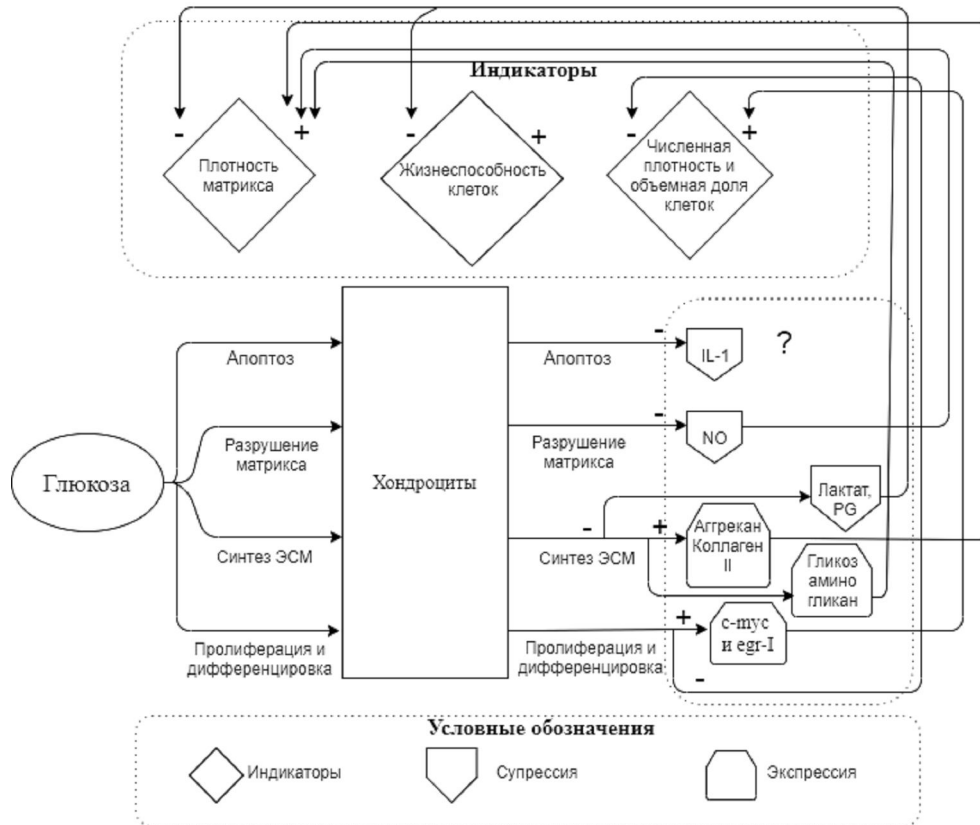 Индикаторы
-
+
-
+
-
+
Плотность
матрикса
Жизнеспособность
клеток
Численная
плотность и
объемная доля
клеток
Глюкоза
Апоптоз
Разрушение
матрикса
Синтез ЭСМ
Пролиферация и
дифференцировка
Хондроциты
Апоптоз
-
IL-1
?
Разрушение
матрикса
-
NO
Синтез ЭСМ
-
+
Лактат,
PG
Аггрекан
Коллаген
II
Гликоз
амино
гликан
Пролиферация и
дифференцировка
+
c-myc
и egr-I
-
Условные обозначения
Индикаторы
Супрессия
Экспрессия